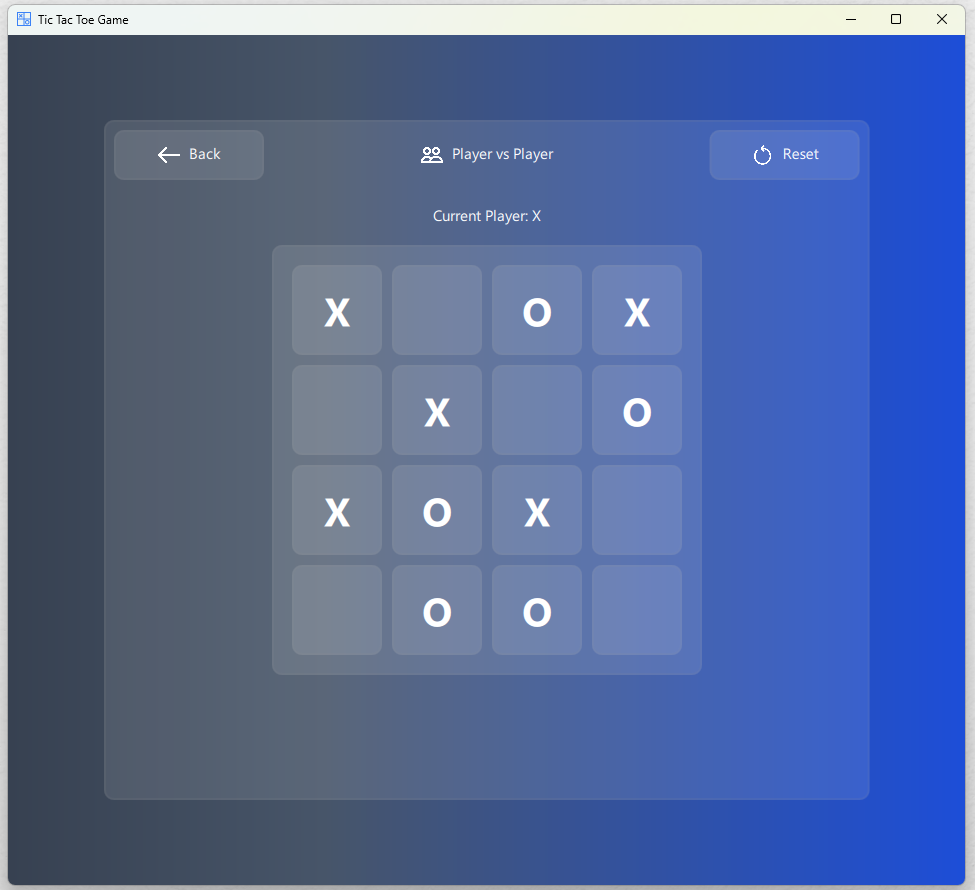 Tic Tac Toe Game
Back Player vs Player Reset
Current Player: X
X O X
X O
X O X
O O